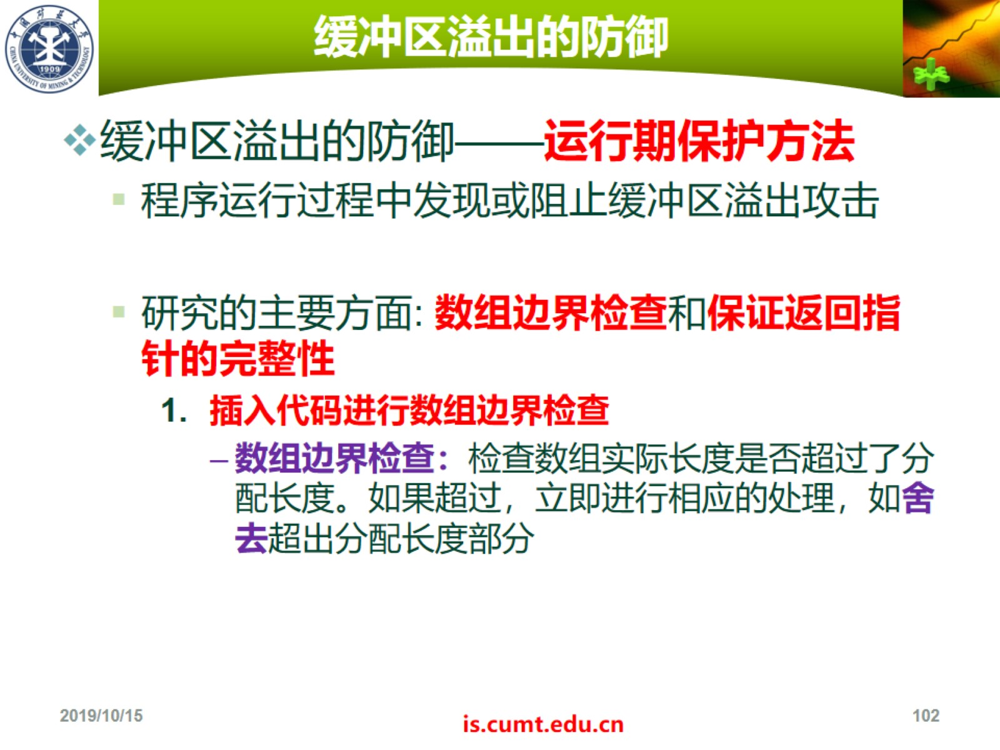 缓冲区溢出的防御
中国矿业大学
CHINA UNIVERSITY OF MINING & TECHNOLOGY
1909
缓冲区溢出的防御——运行期保护方法
程序运行过程中发现或阻止缓冲区溢出攻击
研究的主要方面: 数组边界检查和保证返回指
针的完整性
1. 插入代码进行数组边界检查
–数组边界检查：检查数组实际长度是否超过了分
配长度。如果超过，立即进行相应的处理，如舍
去超出分配长度部分
2019/10/15
is.cumt.edu.cn
102